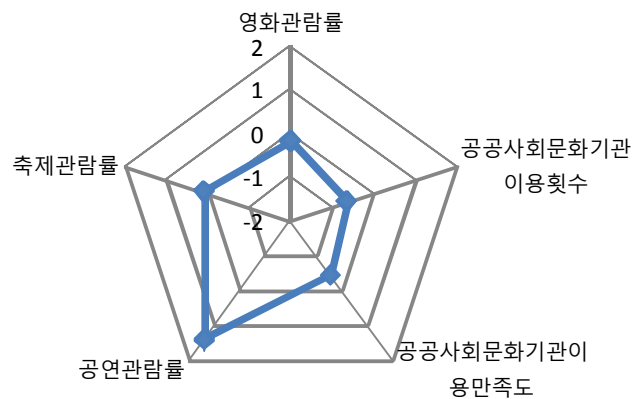 영화관람률
2
1
0
-1
-2
공공사회문화기관
이용횟수
공공사회문화기관이
용만족도
공연관람률
축제관람률